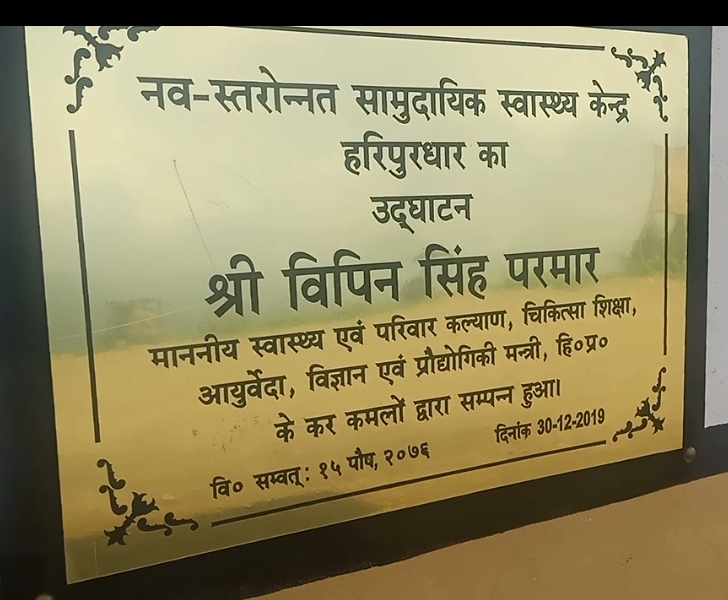 नव-स्तरोन्नत सामुदायिक स्वास्थ्य केन्द्र
हरिपुरधार का
उद्घाटन
श्री विपिन सिंह परमार
माननीय स्वास्थ्य एवं परिवार कल्याण, चिकित्सा शिक्षा,
आयुर्वेदा, विज्ञान एवं प्रौद्योगिकी मन्त्री, हि०प्र०
के कर कमलों द्वारा सम्पन्न हुआ।
वि० सम्वत् : १५ पौष, २०७६ दिनांक 30-12-2019